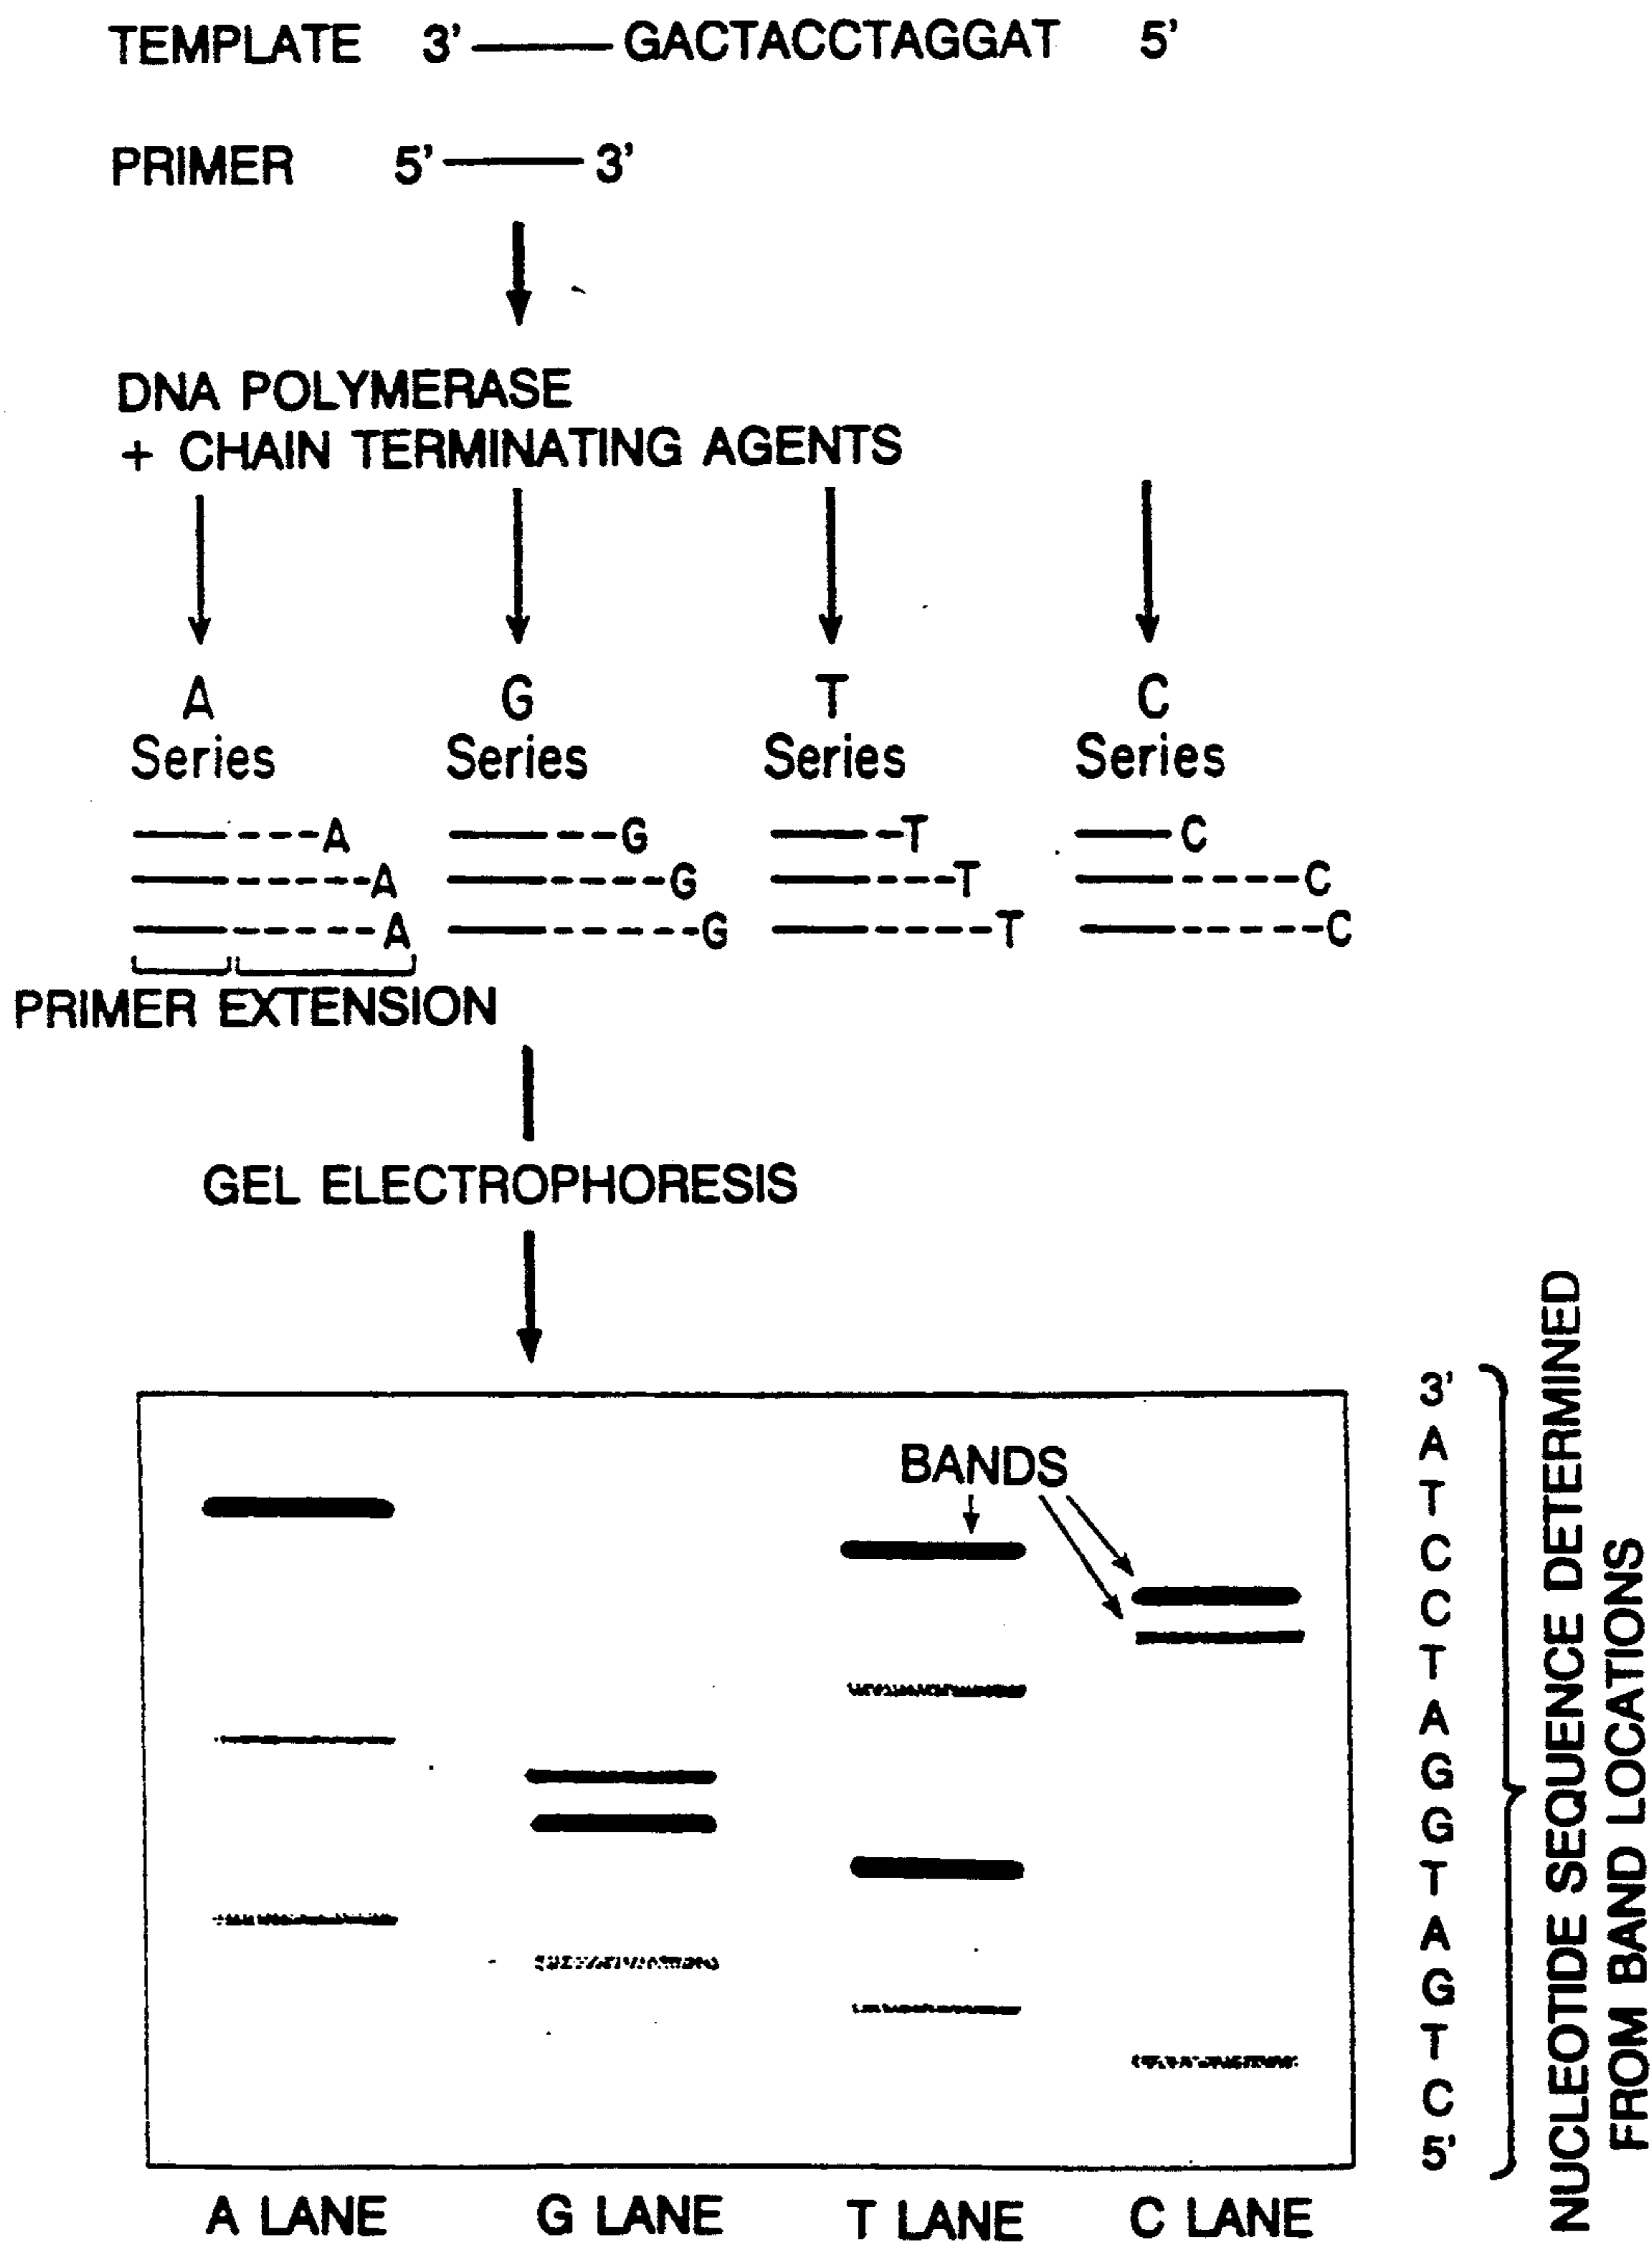 TEMPLATE 3' GACTACCTAGGAT 5'
PRIMER 5' 3'
DNA POLYMERASE
+ CHAIN TERMINATING AGENTS
A G T C
Series Series Series Series
A G T C
A G T C
A G T C
PRIMER EXTENSION
GEL ELECTROPHORESIS
BANDS
3'
A
T
C
C
T
A
G
G
T
A
G
T
C
5'
NUCLEOTIDE SEQUENCE DETERMINED
FROM BAND LOCATIONS
A LANE G LANE T LANE C LANE